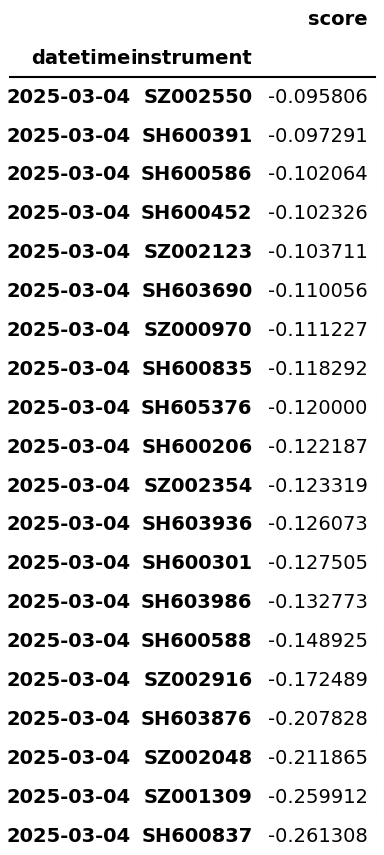 score
datetime instrument
2025-03-04 SZ002550 -0.095806
2025-03-04 SH600391 -0.097291
2025-03-04 SH600586 -0.102064
2025-03-04 SH600452 -0.102326
2025-03-04 SZ002123 -0.103711
2025-03-04 SH603690 -0.110056
2025-03-04 SZ000970 -0.111227
2025-03-04 SH600835 -0.118292
2025-03-04 SH605376 -0.120000
2025-03-04 SH600206 -0.122187
2025-03-04 SZ002354 -0.123319
2025-03-04 SH603936 -0.126073
2025-03-04 SH600301 -0.127505
2025-03-04 SH603986 -0.132773
2025-03-04 SH600588 -0.148925
2025-03-04 SZ002916 -0.172489
2025-03-04 SH603876 -0.207828
2025-03-04 SZ002048 -0.211865
2025-03-04 SZ001309 -0.259912
2025-03-04 SH600837 -0.261308